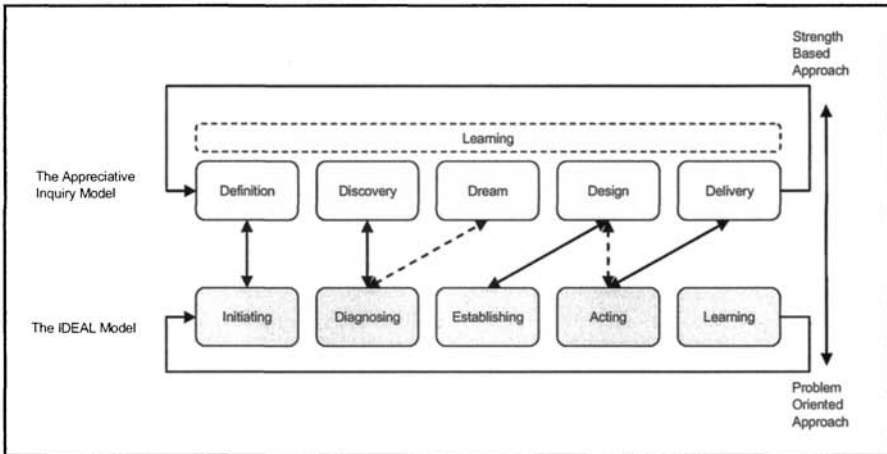 Strength
Based
Approach
Learning
The Appreciative
Inquiry Model
Definition
Discovery
Dream
Design
Delivery
The IDEAL Model
Initiating
Diagnosing
Establishing
Acting
Learning
Problem
Oriented
Approach